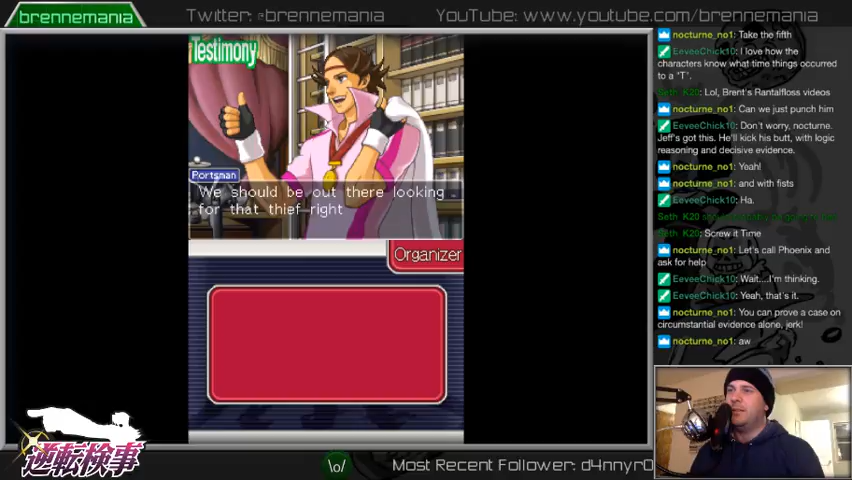 brennemania
Twitter: @brennemania
YouTube: www.youtube.com/brennemania
Testimony
Portsman
We should be out there looking
for that thief right
Organizer
逆転検事
\o/
Most Recent Follower: d4nnyr0
nocturne_no1: Take the fifth
EeveeChick10: I love how the
characters know what time things occurred
to a "T".
Seth_K20: Lol, Brent's Rantalfloss videos
nocturne_no1: Can we just punch him
EeveeChick10: Don't worry, nocturne.
Jeff's got this. He'll kick his butt, with logic
reasoning and decisive evidence.
nocturne_no1: Yeah!
nocturne_no1: and with fists
EeveeChick10: Ha.
Seth_K20
Seth_K20: Screw it Time
nocturne_no1: Let's call Phoenix and
ask for help
EeveeChick10: Wait....I'm thinking.
EeveeChick10: Yeah, that's it.
nocturne_no1: You can prove a case on
circumstantial evidence alone, jerk!
nocturne_no1: aw